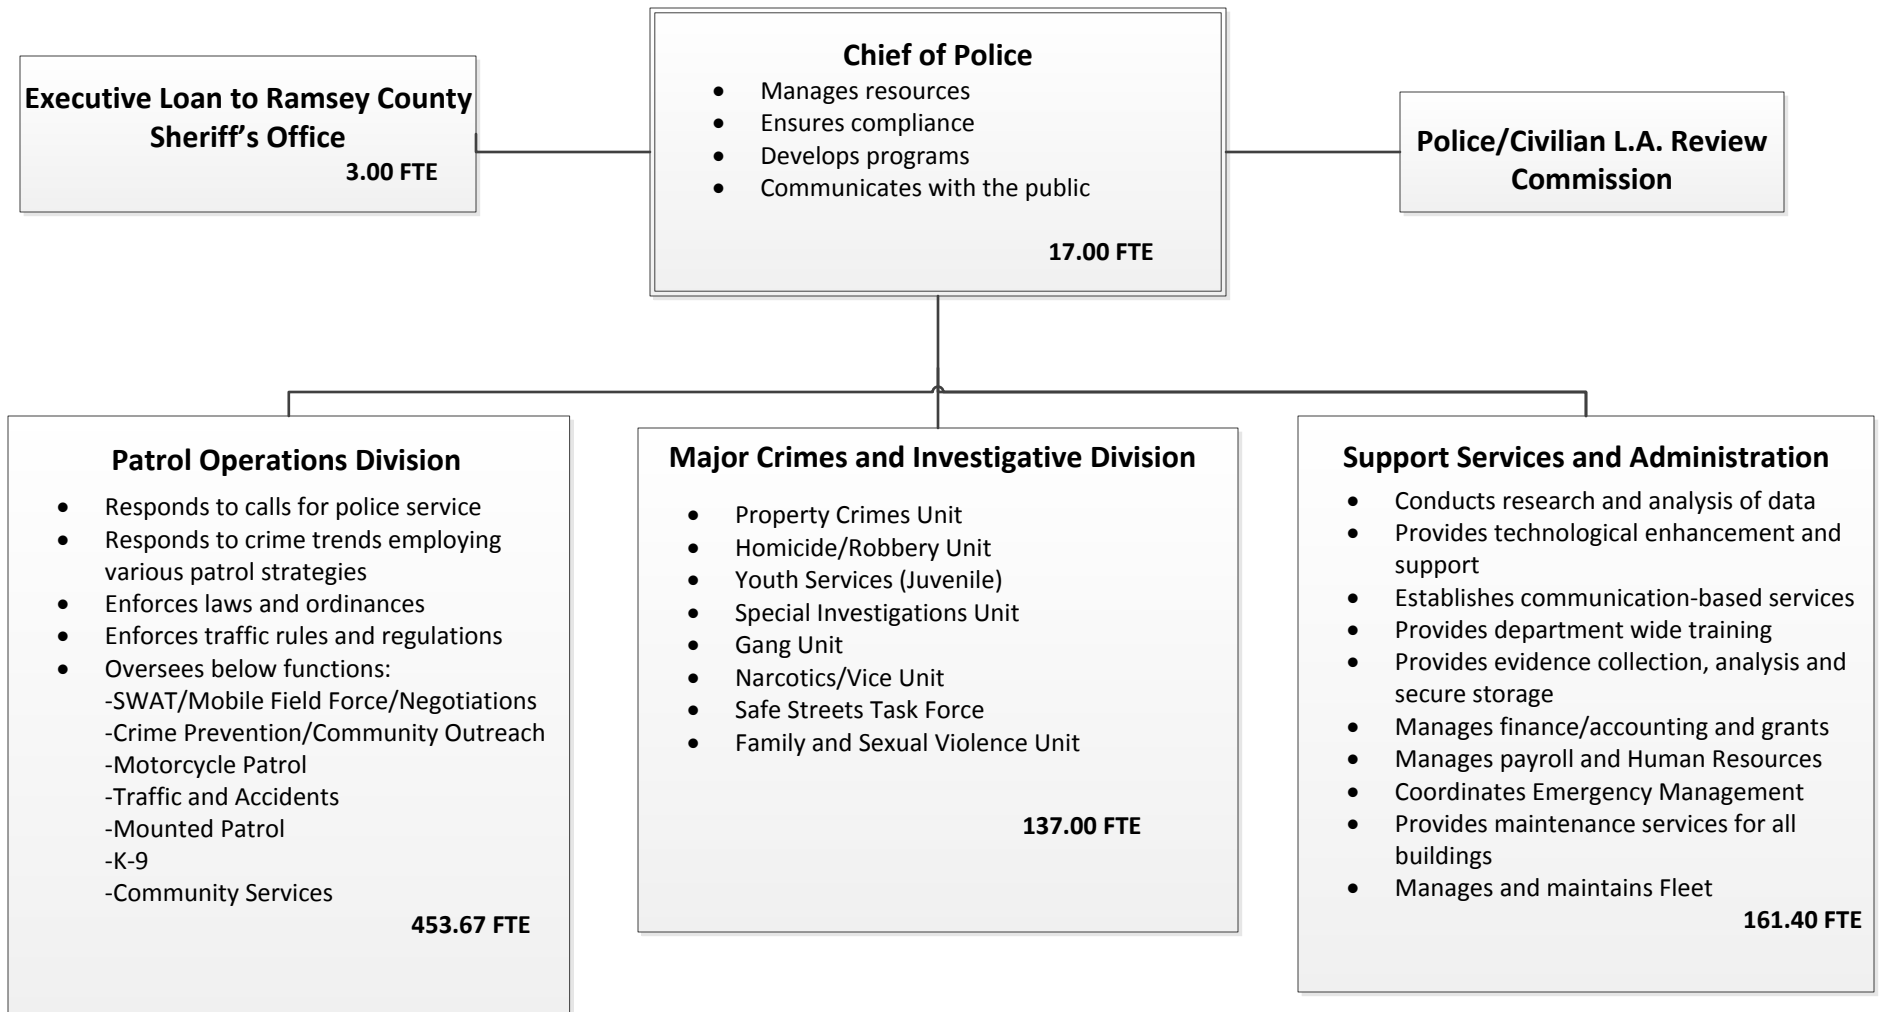 Executive Loan to Ramsey County
Sheriff's Office
3.00 FTE
Chief of Police
• Manages resources
• Ensures compliance
• Develops programs
• Communicates with the public
17.00 FTE
Police/Civilian L.A. Review
Commission
Patrol Operations Division
• Responds to calls for police service
• Responds to crime trends employing
various patrol strategies
• Enforces laws and ordinances
• Enforces traffic rules and regulations
• Oversees below functions:
-SWAT/Mobile Field Force/Negotiations
-Crime Prevention/Community Outreach
-Motorcycle Patrol
-Traffic and Accidents
-Mounted Patrol
-K-9
-Community Services
453.67 FTE
Major Crimes and Investigative Division
• Property Crimes Unit
• Homicide/Robbery Unit
• Youth Services (Juvenile)
• Special Investigations Unit
• Gang Unit
• Narcotics/Vice Unit
• Safe Streets Task Force
• Family and Sexual Violence Unit
137.00 FTE
Support Services and Administration
• Conducts research and analysis of data
• Provides technological enhancement and
support
• Establishes communication-based services
• Provides department wide training
• Provides evidence collection, analysis and
secure storage
• Manages finance/accounting and grants
• Manages payroll and Human Resources
• Coordinates Emergency Management
• Provides maintenance services for all
buildings
• Manages and maintains Fleet
161.40 FTE